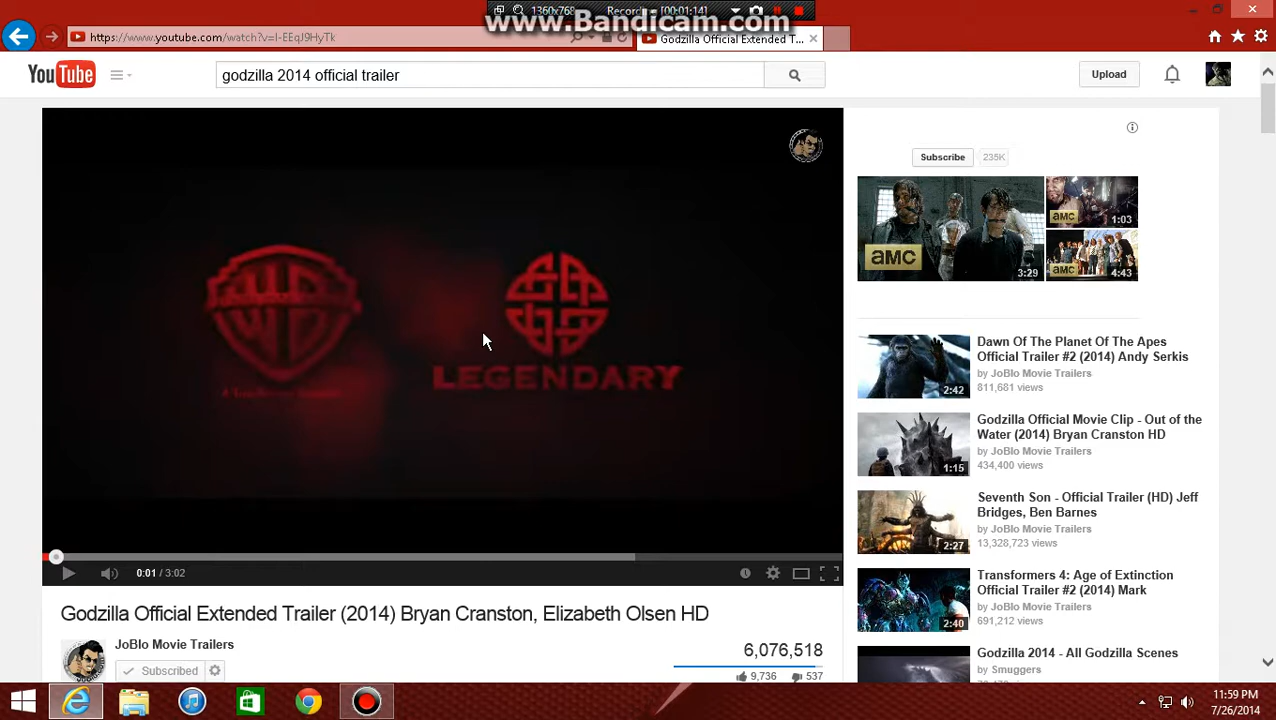 1360x768
Record
[00:01:14]
www.Bandicam.com
https://www.youtube.com/watch?v=I-EEqJ9HyTk
Godzilla Official Extended T...
YouTube
godzilla 2014 official trailer
Upload
Subscribe
235K
LEGENDARY
amc
3:29
amc
1:03
amc
4:43
Dawn Of The Planet Of The Apes
Official Trailer #2 (2014) Andy Serkis
by JoBlo Movie Trailers
811,681 views
2:42
Godzilla Official Movie Clip - Out of the
Water (2014) Bryan Cranston HD
by JoBlo Movie Trailers
434,400 views
1:15
Seventh Son - Official Trailer (HD) Jeff
Bridges, Ben Barnes
by JoBlo Movie Trailers
13,328,723 views
2:27
Transformers 4: Age of Extinction
Official Trailer #2 (2014) Mark
by JoBlo Movie Trailers
691,212 views
2:40
Godzilla 2014 - All Godzilla Scenes
by Smuggers
0:01 / 3:02
Godzilla Official Extended Trailer (2014) Bryan Cranston, Elizabeth Olsen HD
JoBlo Movie Trailers
Subscribed
6,076,518
9,736
537
11:59 PM
7/26/2014